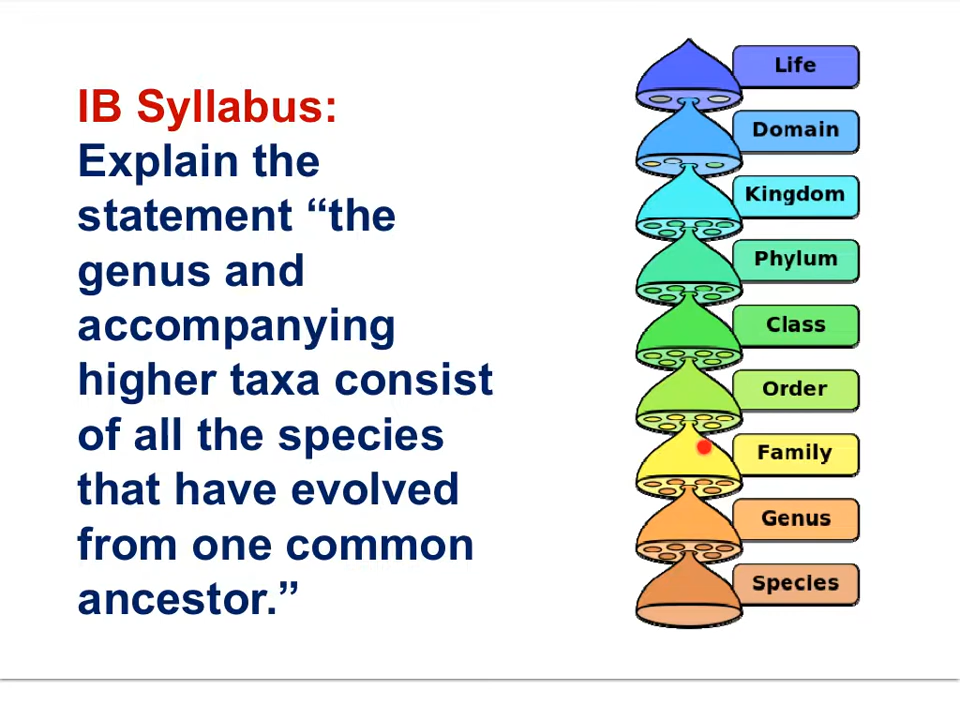 IB Syllabus:
Explain the
statement “the
genus and
accompanying
higher taxa consist
of all the species
that have evolved
from one common
ancestor.”
Life
Domain
Kingdom
Phylum
Class
Order
Family
Genus
Species